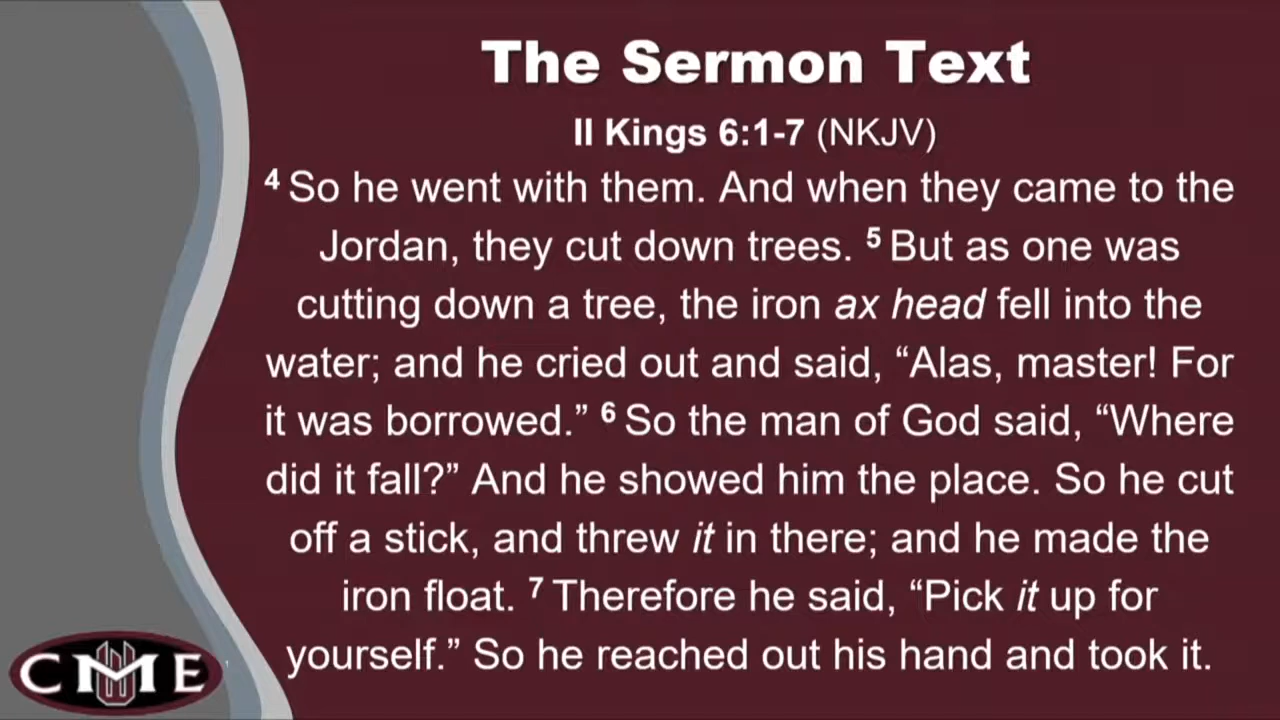 The Sermon Text
II Kings 6:1-7 (NKJV)
4 So he went with them. And when they came to the
Jordan, they cut down trees. 5 But as one was
cutting down a tree, the iron ax head fell into the
water; and he cried out and said, “Alas, master! For
it was borrowed.” 6 So the man of God said, “Where
did it fall?” And he showed him the place. So he cut
off a stick, and threw it in there; and he made the
iron float. 7 Therefore he said, “Pick it up for
yourself.” So he reached out his hand and took it.
CME